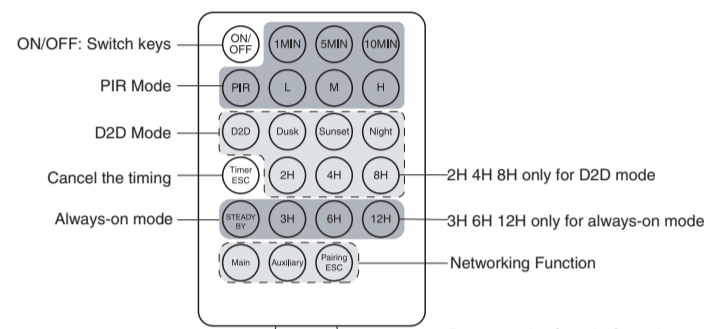 ON/OFF: Switch keys
ON/
OFF
1MIN
5MIN
10MIN
PIR Mode
PIR
L
M
H
D2D Mode
D2D
Dusk
Sunset
Night
Cancel the timing
Timer
ESC
2H
4H
8H
2H 4H 8H only for D2D mode
Always-on mode
STEADY
BY
3H
6H
12H
3H 6H 12H only for always-on mode
Main
Auxiliary
Pairing
ESC
Networking Function